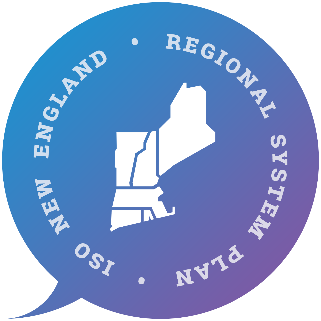 ISO NEW ENGLAND • REGIONAL SYSTEM PLAN •